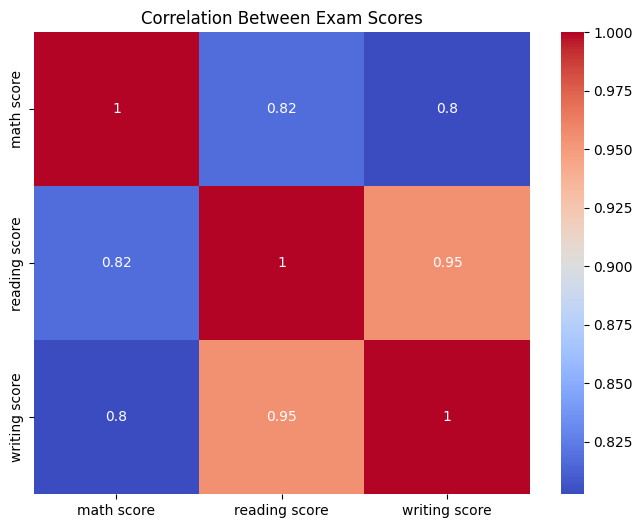 Correlation Between Exam Scores
math score
1
0.82
0.8
reading score
0.82
1
0.95
writing score
0.8
0.95
1
math score
reading score
writing score
1.000
0.975
0.950
0.925
0.900
0.875
0.850
0.825